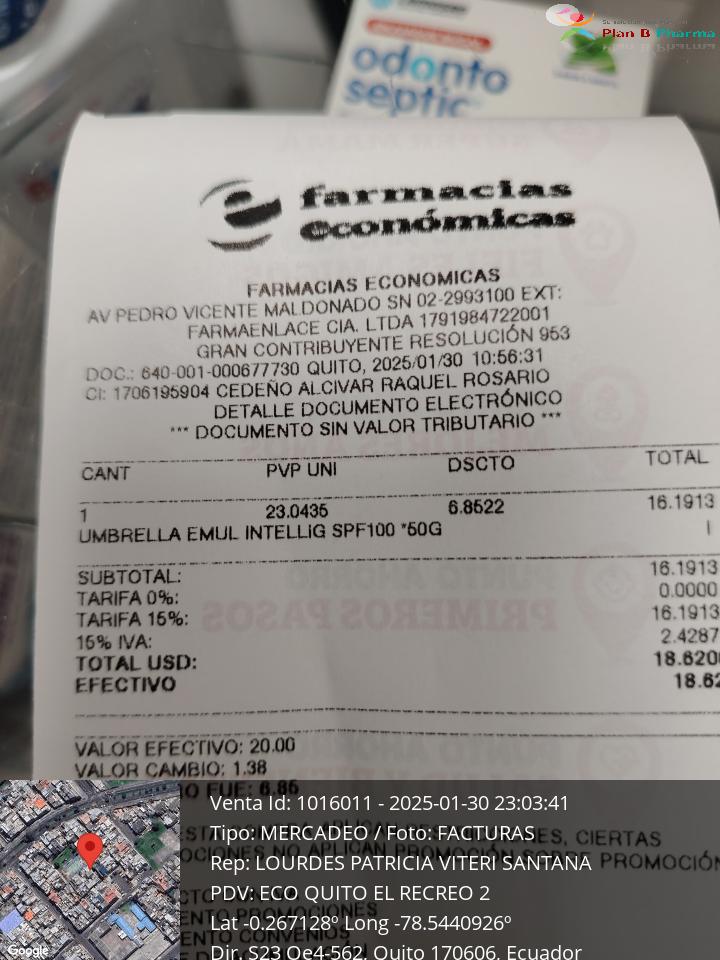 Plan B Pharma
odonto
septic
farmacias
económicas
FARMACIAS ECONOMICAS
AV PEDRO VICENTE MALDONADO SN 02-2993100 EXT:
FARMAENLACE CIA. LTDA 1791984722001
GRAN CONTRIBUYENTE RESOLUCIÓN 953
DOC.: 640-001-000677730 QUITO, 2025/01/30 10:56:31
CI: 1706195904 CEDEÑO ALCIVAR RAQUEL ROSARIO
DETALLE DOCUMENTO ELECTRÓNICO
*** DOCUMENTO SIN VALOR TRIBUTARIO ***
CANT PVP UNI DSCTO TOTAL
1 23.0435 6.8522 16.1913
UMBRELLA EMUL INTELLIG SPF100 *50G I
SUBTOTAL: 16.1913
TARIFA 0%: 0.0000
TARIFA 15%: 16.1913
15% IVA: 2.4287
TOTAL USD: 18.620
EFECTIVO 18.62
VALOR EFECTIVO: 20.00
VALOR CAMBIO: 1.38
FUE: 6.85
Venta Id: 1016011 - 2025-01-30 23:03:41
Tipo: MERCADEO / Foto: FACTURAS
Rep: LOURDES PATRICIA VITERI SANTANA
PDV: ECO QUITO EL RECREO 2
Lat -0.267128º Long -78.5440926º
Dir. S23 Oe4-562, Quito 170606, Ecuador
Google